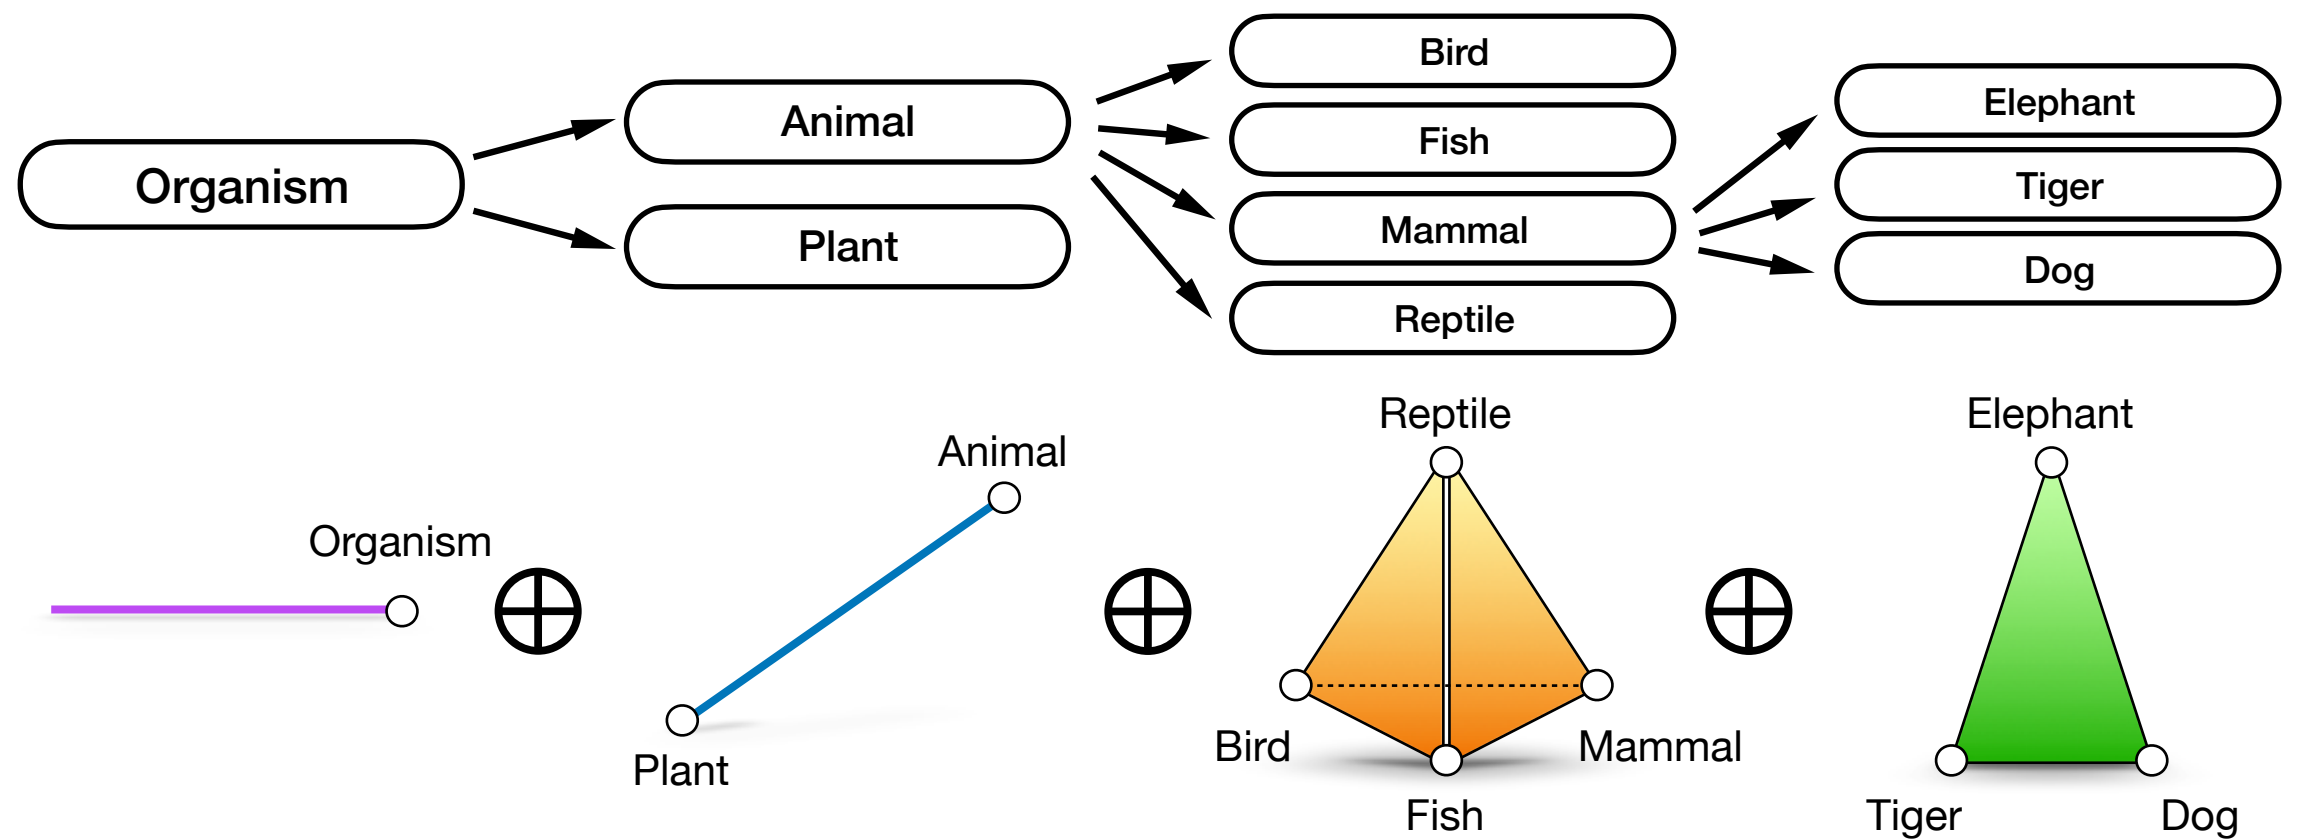 Organism
Animal
Plant
Bird
Fish
Mammal
Reptile
Elephant
Tiger
Dog
Organism
Animal
Plant
Reptile
Bird
Mammal
Fish
Elephant
Tiger
Dog